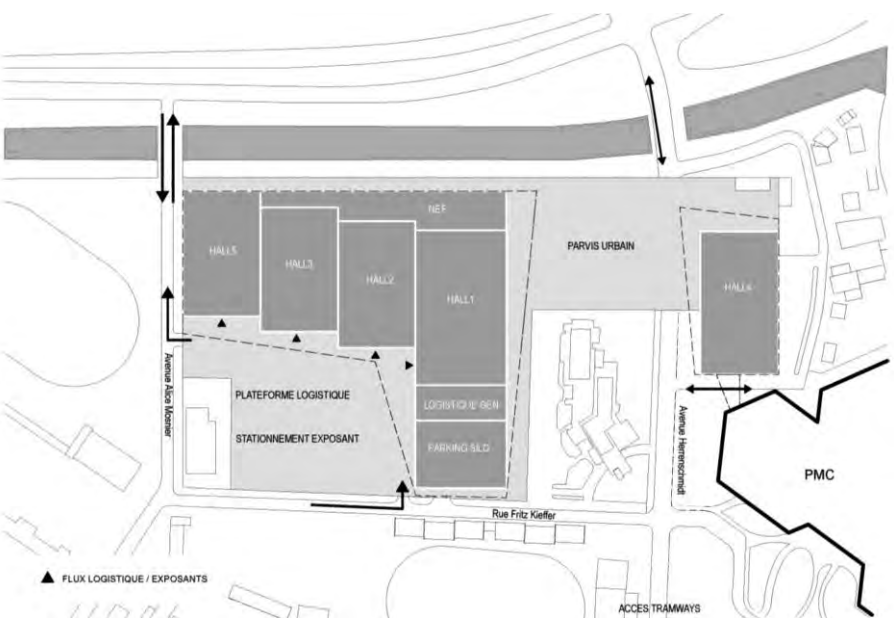 NEF
HALL5
HALL3
HALL2
HALL1
PARVIS URBAIN
HALL4
PLATEFORME LOGISTIQUE
STATIONNEMENT EXPOSANT
LOGISTIQUE GEN
PARKING SILO
Avenue Alice Mosnier
Avenue Herrenschmidt
PMC
Rue Fritz Kieffer
FLUX LOGISTIQUE / EXPOSANTS
ACCES TRAMWAYS